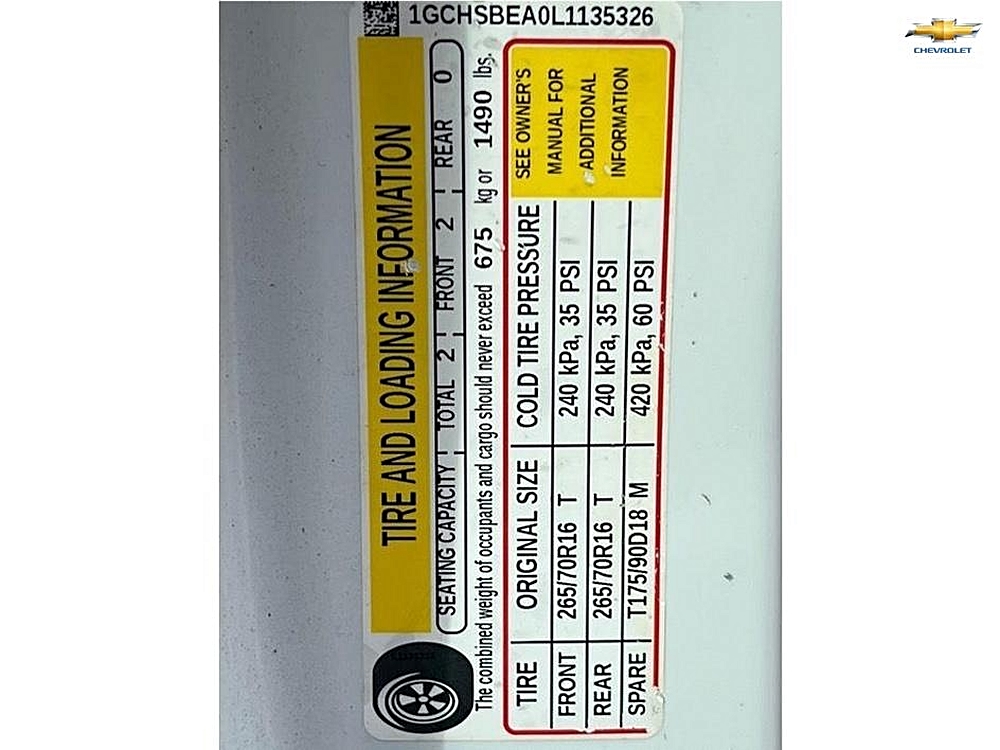 1GCHSBEA0L1135326
TIRE AND LOADING INFORMATION
SEATING CAPACITY TOTAL 2 FRONT 2 REAR 0
The combined weight of occupants and cargo should never exceed 675 kg or 1490 lbs.
TIRE ORIGINAL SIZE COLD TIRE PRESSURE
FRONT 265/70R16 T 240 kPa, 35 PSI
REAR 265/70R16 T 240 kPa, 35 PSI
SPARE T175/90D18 M 420 kPa, 60 PSI
SEE OWNER'S
MANUAL FOR
ADDITIONAL
INFORMATION
CHEVROLET